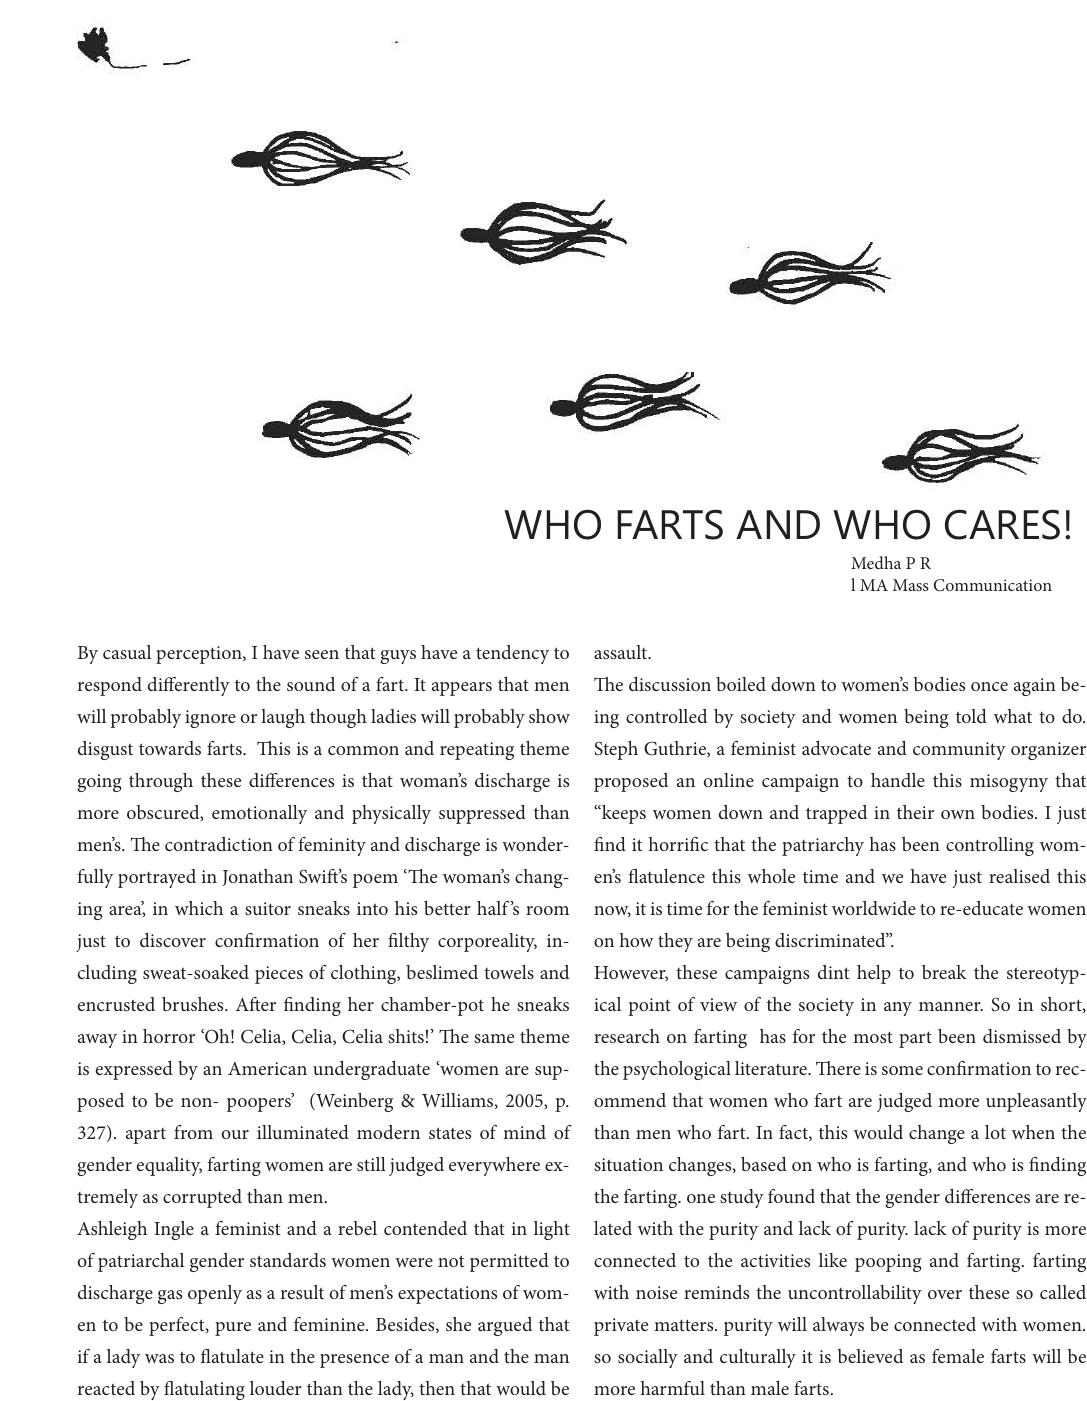 WHO FARTS AND WHO CARES!
Medha P R
l MA Mass Communication
By casual perception, I have seen that guys have a tendency to
respond differently to the sound of a fart. It appears that men
will probably ignore or laugh though ladies will probably show
disgust towards farts.  This is a common and repeating theme
going through these differences is that woman’s discharge is
more obscured, emotionally and physically suppressed than
men’s. The contradiction of feminity and discharge is wonder-
fully portrayed in Jonathan Swift’s poem ‘The woman’s chang-
ing area’, in which a suitor sneaks into his better half’s room
just to discover confirmation of her filthy corporeality, in-
cluding sweat-soaked pieces of clothing, beslimed towels and
encrusted brushes. After finding her chamber-pot he sneaks
away in horror ‘Oh! Celia, Celia, Celia shits!’ The same theme
is expressed by an American undergraduate ‘women are sup-
posed to be non- poopers’  (Weinberg & Williams, 2005, p.
327). apart from our illuminated modern states of mind of
gender equality, farting women are still judged everywhere ex-
tremely as corrupted than men.
Ashleigh Ingle a feminist and a rebel contended that in light
of patriarchal gender standards women were not permitted to
discharge gas openly as a result of men’s expectations of wom-
en to be perfect, pure and feminine. Besides, she argued that
if a lady was to flatulate in the presence of a man and the man
reacted by flatulating louder than the lady, then that would be
assault.
The discussion boiled down to women’s bodies once again be-
ing controlled by society and women being told what to do.
Steph Guthrie, a feminist advocate and community organizer
proposed an online campaign to handle this misogyny that
“keeps women down and trapped in their own bodies. I just
find it horrific that the patriarchy has been controlling wom-
en’s flatulence this whole time and we have just realised this
now, it is time for the feminist worldwide to re-educate women
on how they are being discriminated”.
However, these campaigns dint help to break the stereotyp-
ical point of view of the society in any manner. So in short,
research on farting  has for the most part been dismissed by
the psychological literature. There is some confirmation to rec-
ommend that women who fart are judged more unpleasantly
than men who fart. In fact, this would change a lot when the
situation changes, based on who is farting, and who is finding
the farting. one study found that the gender differences are re-
lated with the purity and lack of purity. lack of purity is more
connected to the activities like pooping and farting. farting
with noise reminds the uncontrollability over these so called
private matters. purity will always be connected with women.
so socially and culturally it is believed as female farts will be
more harmful than male farts.